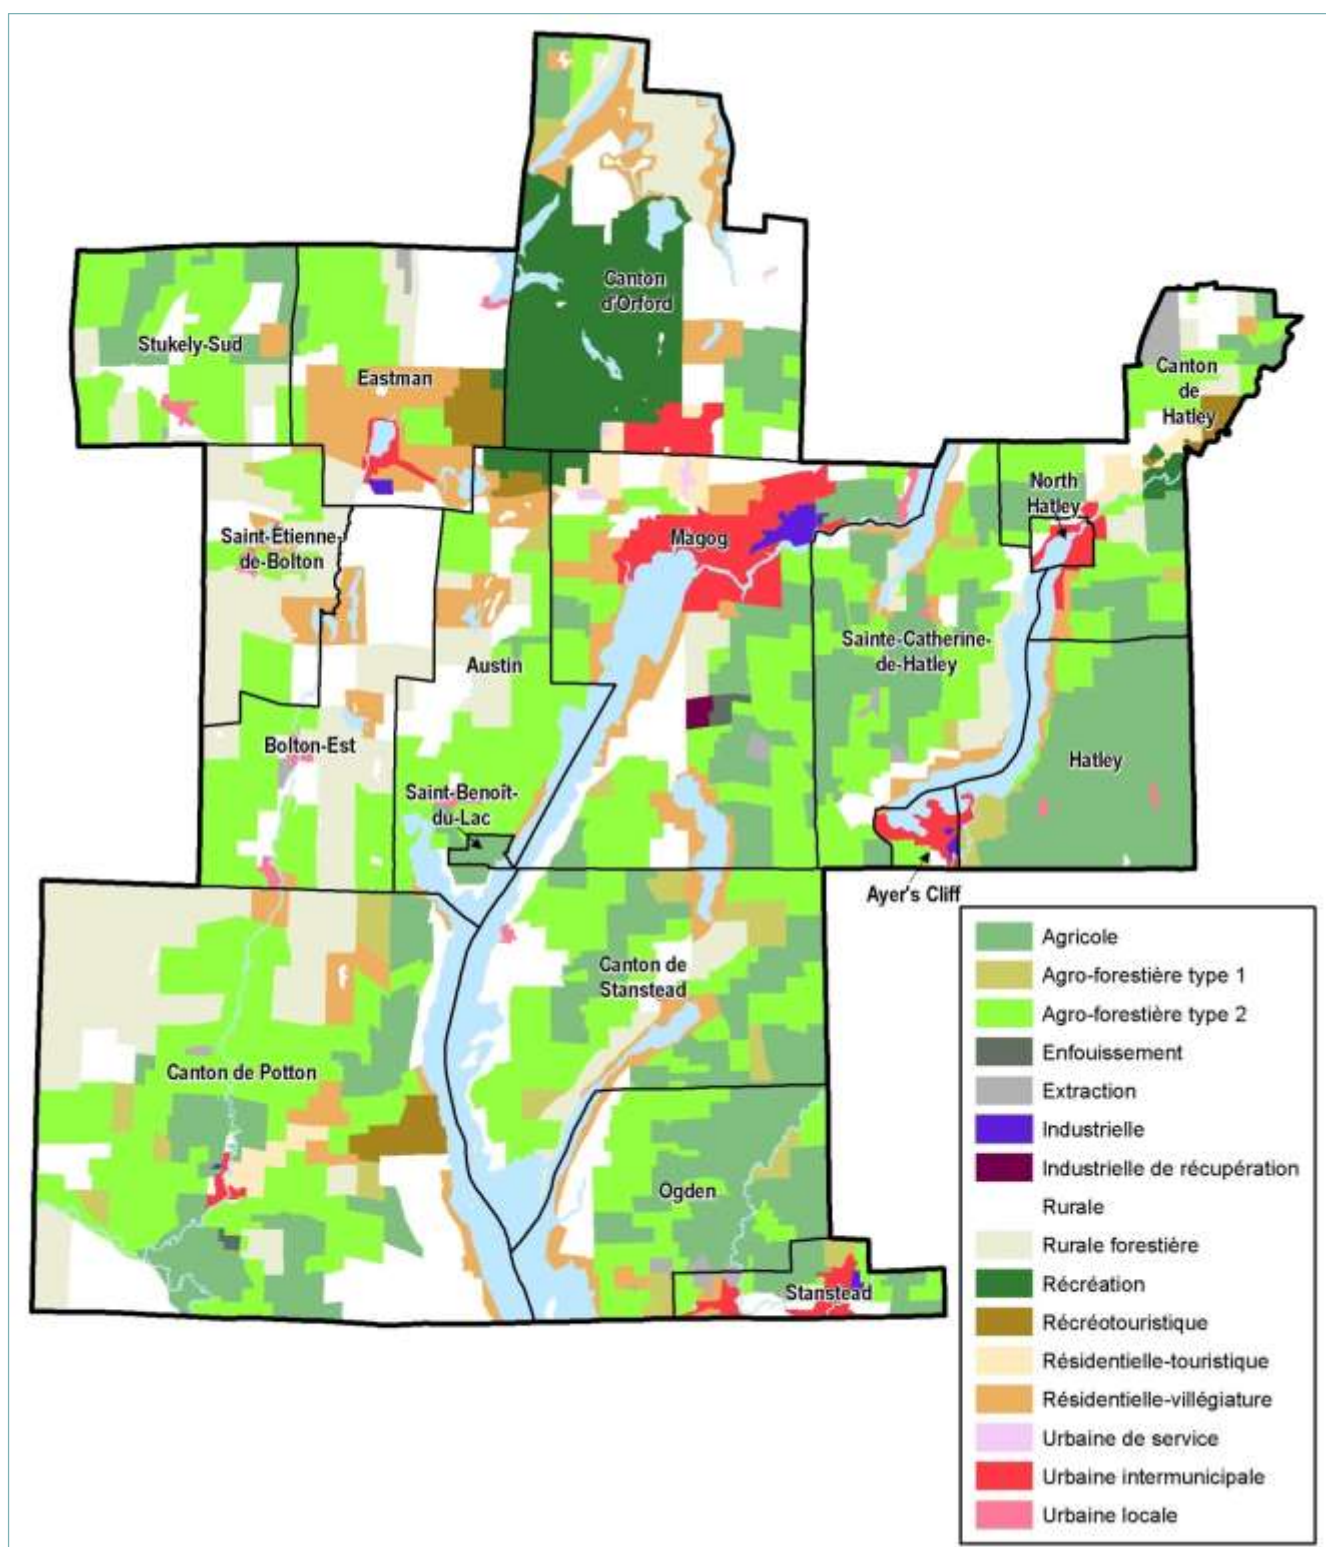 Canton
d'Orford
Stukely-Sud
Eastman
Canton
de
Hatley
North
Hatley
Saint-Étienne-
de-Bolton
Magog
Sainte-Catherine-
de-Hatley
Austin
Bolton-Est
Hatley
Saint-Benoît-
du-Lac
Ayer's Cliff
Canton de
Stanstead
Canton de Potton
Ogden
Stanstead
Agricole
Agro-forestière type 1
Agro-forestière type 2
Enfouissement
Extraction
Industrielle
Industrielle de récupération
Rurale
Rurale forestière
Récréation
Récréotouristique
Résidentielle-touristique
Résidentielle-villégiature
Urbaine de service
Urbaine intermunicipale
Urbaine locale